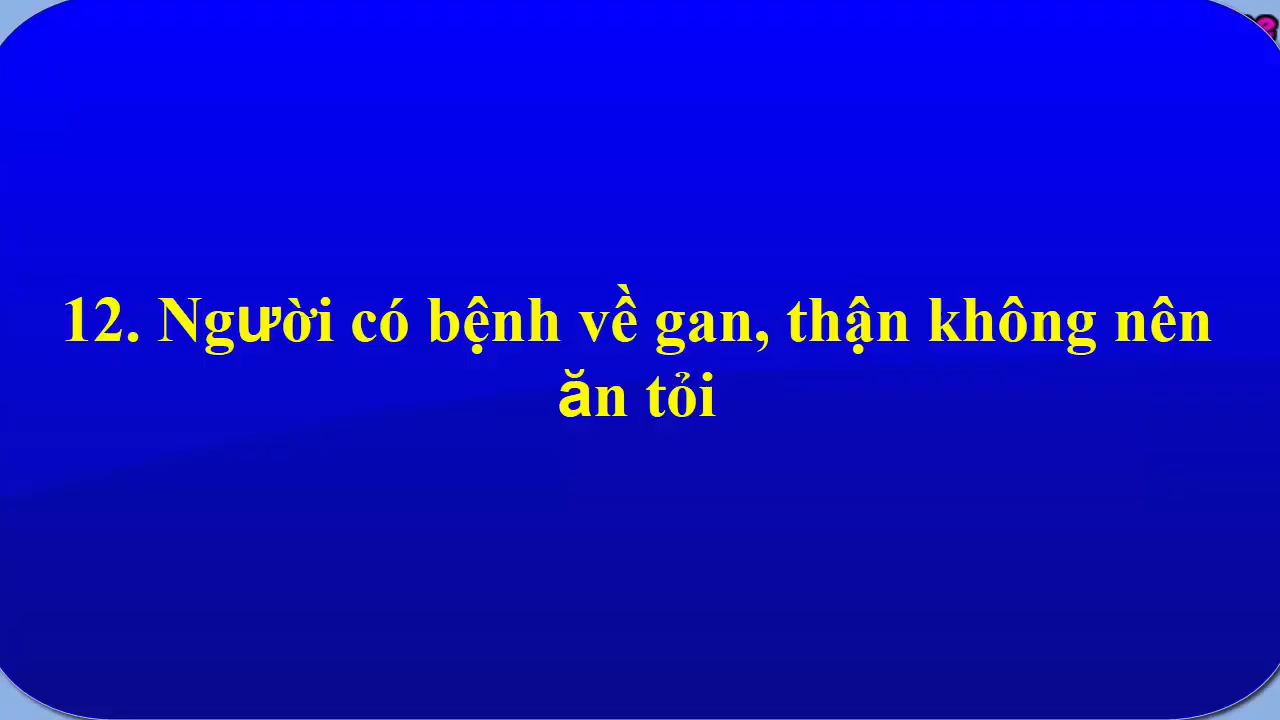 12. Người có bệnh về gan, thận không nên
ăn tỏi